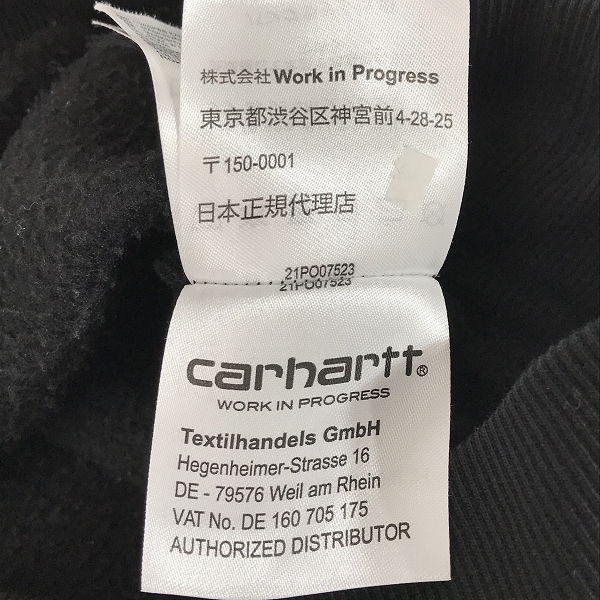 株式会社Work in Progress
東京都渋谷区神宮前4-28-25
〒150-0001
日本正規代理店
21PO07523
21PO07523
carhartt®
WORK IN PROGRESS
Textilhandels GmbH
Hegenheimer-Strasse 16
DE - 79576 Weil am Rhein
VAT No. DE 160 705 175
AUTHORIZED DISTRIBUTOR